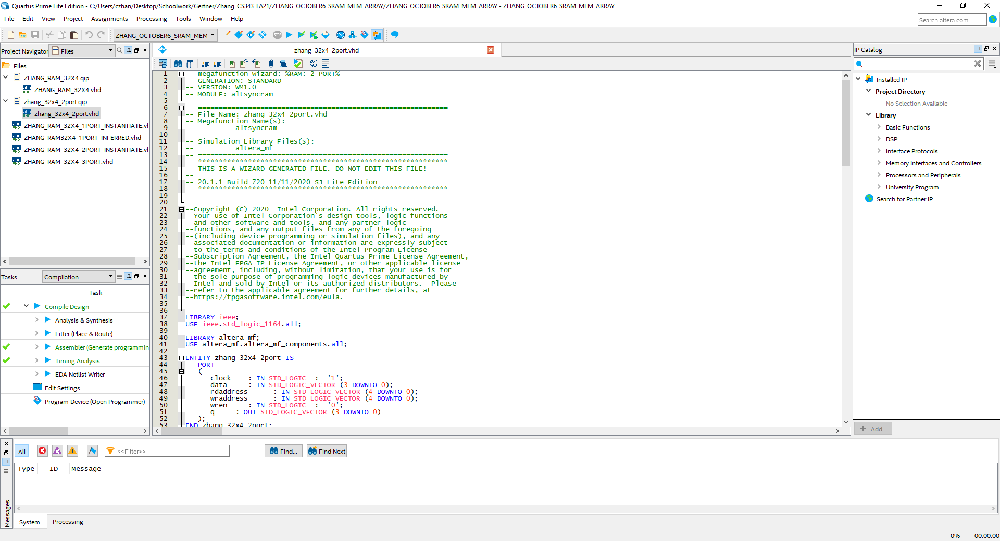 Quartus Prime Lite Edition - C:/Users/czhan/Desktop/Schoolwork/Gertner/Zhang_CS343_FA21/ZHANG_OCTOBER6_SRAM_MEM_ARRAY/ZHANG_OCTOBER6_SRAM_MEM_ARRAY - ZHANG_OCTOBER6_SRAM_MEM_ARRAY
File Edit View Project Assignments Processing Tools Window Help
Search altera.com
ZHANG_OCTOBER6_SRAM_MEM
STOP
Project Navigator
Files
Files
ZHANG_RAM_32X4.qip
ZHANG_RAM_32X4.vhd
zhang_32x4_2port.qip
zhang_32x4_2port.vhd
ZHANG_RAM_32X4_1PORT_INSTANTIATE.vh
ZHANG_RAM32X4_1PORT_INFERRED.vhd
ZHANG_RAM_32X4_2PORT_INSTANTIATE.vh
ZHANG_RAM_32X4_3PORT.vhd
Tasks
Compilation
Task
Compile Design
Analysis & Synthesis
Fitter (Place & Route)
Assembler (Generate programmin
Timing Analysis
EDA Netlist Writer
Edit Settings
Program Device (Open Programmer)
zhang_32x4_2port.vhd
267
268
1 -- megafunction wizard: %RAM: 2-PORT%
2 -- GENERATION: STANDARD
3 -- VERSION: WM1.0
4 -- MODULE: altsyncram
5
6 -- ============================================================
7 -- File Name: zhang_32x4_2port.vhd
8 -- Megafunction Name(s):
9 -- altsyncram
10 --
11 -- Simulation Library Files(s):
12 -- altera_mf
13 -- ============================================================
14 -- ************************************************************
15 -- THIS IS A WIZARD-GENERATED FILE. DO NOT EDIT THIS FILE!
16 --
17 -- 20.1.1 Build 720 11/11/2020 SJ Lite Edition
18 -- ************************************************************
19
20
21 --Copyright (C) 2020  Intel Corporation. All rights reserved.
22 --Your use of Intel Corporation's design tools, logic functions
23 --and other software and tools, and any partner logic
24 --functions, and any output files from any of the foregoing
25 --(including device programming or simulation files), and any
26 --associated documentation or information are expressly subject
27 --to the terms and conditions of the Intel Program License
28 --Subscription Agreement, the Intel Quartus Prime License Agreement,
29 --the Intel FPGA IP License Agreement, or other applicable license
30 --agreement, including, without limitation, that your use is for
31 --the sole purpose of programming logic devices manufactured by
32 --Intel and sold by Intel or its authorized distributors.  Please
33 --refer to the applicable agreement for further details, at
34 --https://fpgasoftware.intel.com/eula.
35
36
37 LIBRARY ieee;
38 USE ieee.std_logic_1164.all;
39
40 LIBRARY altera_mf;
41 USE altera_mf.altera_mf_components.all;
42
43 ENTITY zhang_32x4_2port IS
44 PORT
45 (
46 clock : IN STD_LOGIC := '1';
47 data : IN STD_LOGIC_VECTOR (3 DOWNTO 0);
48 rdaddress : IN STD_LOGIC_VECTOR (4 DOWNTO 0);
49 wraddress : IN STD_LOGIC_VECTOR (4 DOWNTO 0);
50 wren : IN STD_LOGIC := '0';
51 q : OUT STD_LOGIC_VECTOR (3 DOWNTO 0)
52 );
53 END zhang_32x4_2port;
IP Catalog
Installed IP
Project Directory
No Selection Available
Library
Basic Functions
DSP
Interface Protocols
Memory Interfaces and Controllers
Processors and Peripherals
University Program
Search for Partner IP
+ Add...
All
<<Filter>>
Find...
Find Next
Type ID Message
Messages
System Processing
0% 00:00:00